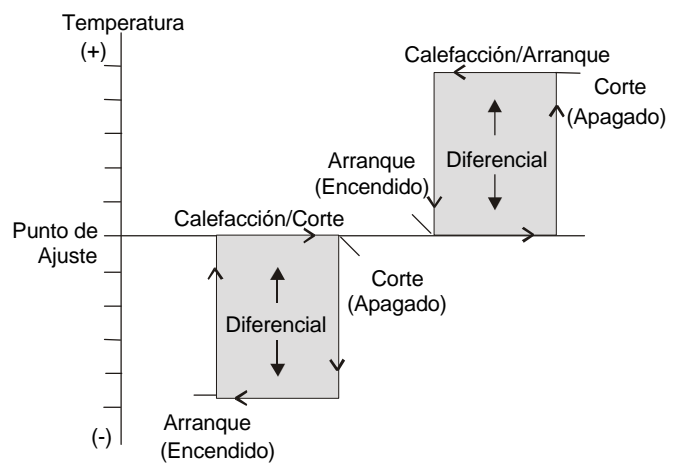 Temperatura
(+)
Calefacción/Arranque
Corte
(Apagado)
Arranque
(Encendido)
Diferencial
Calefacción/Corte
Punto de
Ajuste
Corte
(Apagado)
Diferencial
Arranque
(Encendido)
(-)